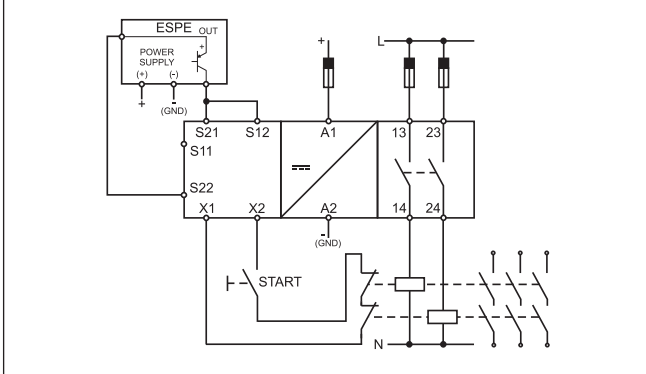 ESPE OUT
+
POWER
SUPPLY
(+) (-)
+ -
(GND)
+
L
S21 S12 A1 13 23
S11
S22
X1 X2 A2 14 24
-
(GND)
START
N